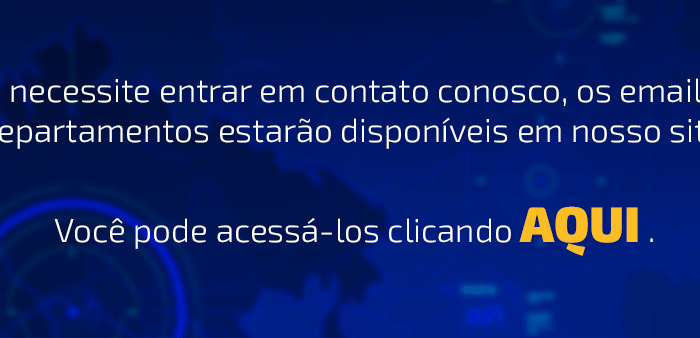 necessite entrar em contato conosco, os email
epartamentos estarão disponíveis em nosso sit
Você pode acessá-los clicando AQUI .